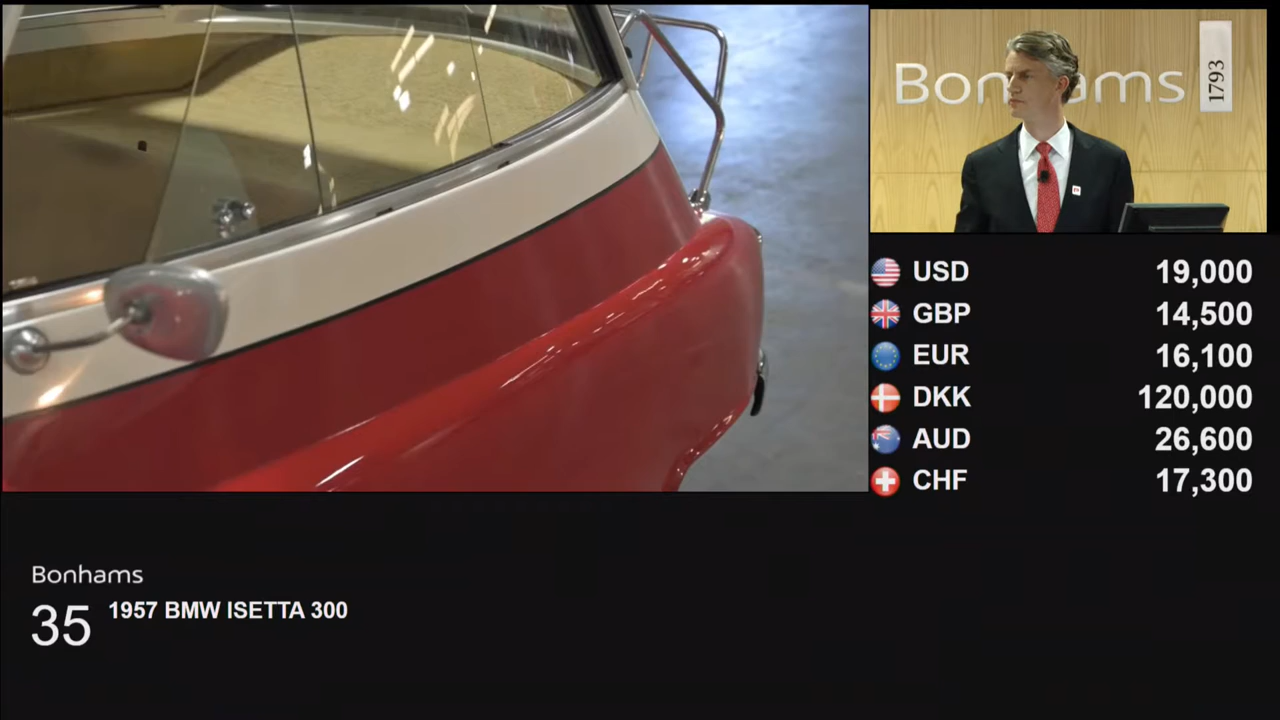 Bonhams
1793
USD 19,000
GBP 14,500
EUR 16,100
DKK 120,000
AUD 26,600
CHF 17,300
Bonhams
35 1957 BMW ISETTA 300